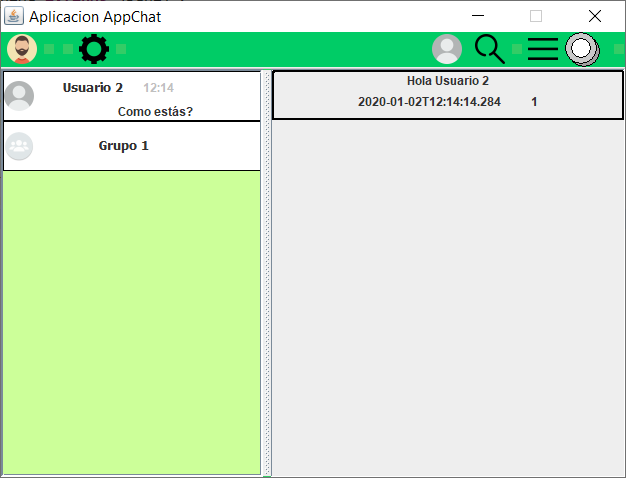 Aplicacion AppChat
Usuario 2 12:14
Como estás?
Grupo 1
Hola Usuario 2
2020-01-02T12:14:14.284 1